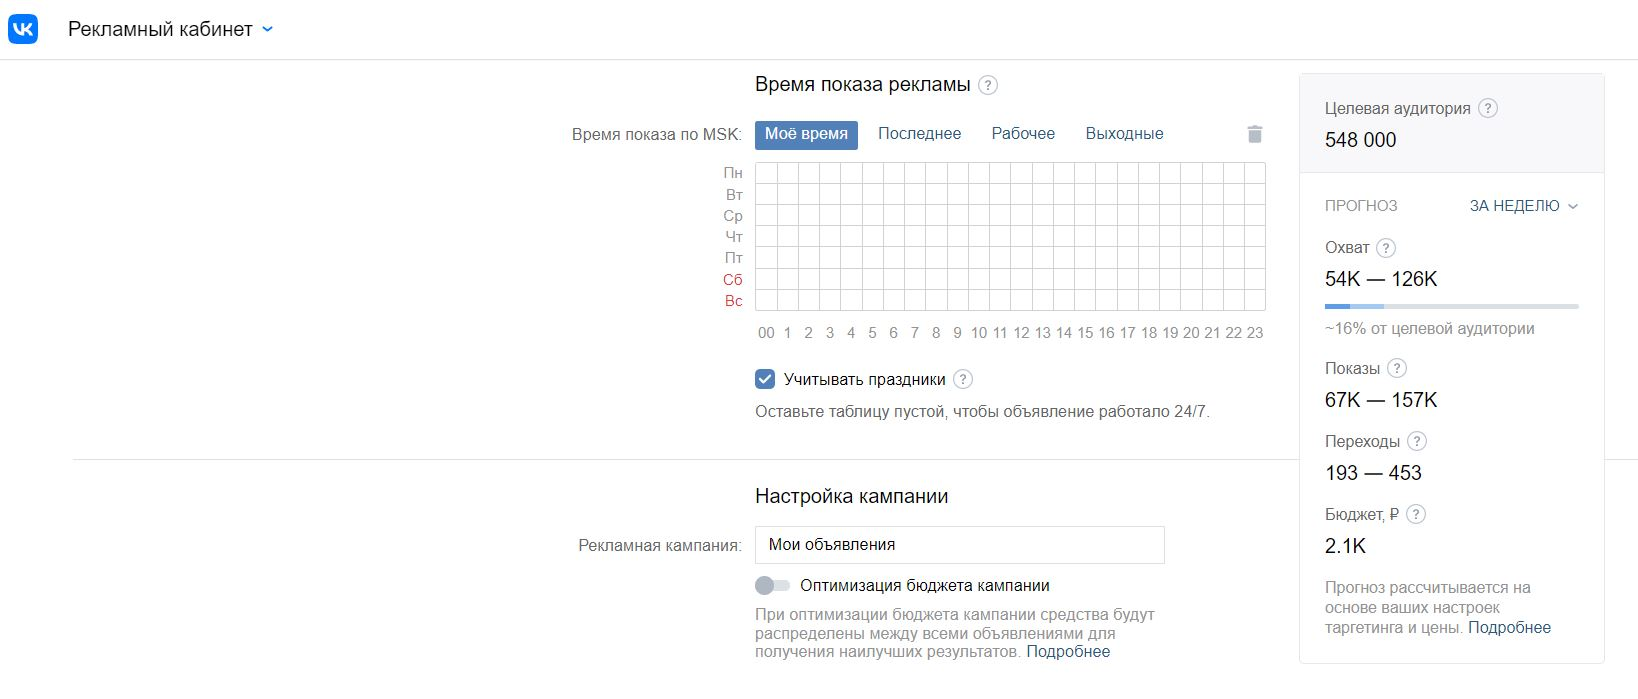 Рекламный кабинет
Время показа рекламы ?
Время показа по MSK: Моё время Последнее Рабочее Выходные
Пн
Вт
Ср
Чт
Пт
Сб
Вс
00 1 2 3 4 5 6 7 8 9 10 11 12 13 14 15 16 17 18 19 20 21 22 23
Учитывать праздники ?
Оставьте таблицу пустой, чтобы объявление работало 24/7.
Настройка кампании
Рекламная кампания: Мои объявления
Оптимизация бюджета кампании
При оптимизации бюджета кампании средства будут
распределены между всеми объявлениями для
получения наилучших результатов. Подробнее
Целевая аудитория ?
548 000
ПРОГНОЗ ЗА НЕДЕЛЮ
Охват ?
54K — 126K
~16% от целевой аудитории
Показы ?
67K — 157K
Переходы ?
193 — 453
Бюджет, ₽ ?
2.1K
Прогноз рассчитывается на
основе ваших настроек
таргетинга и цены. Подробнее